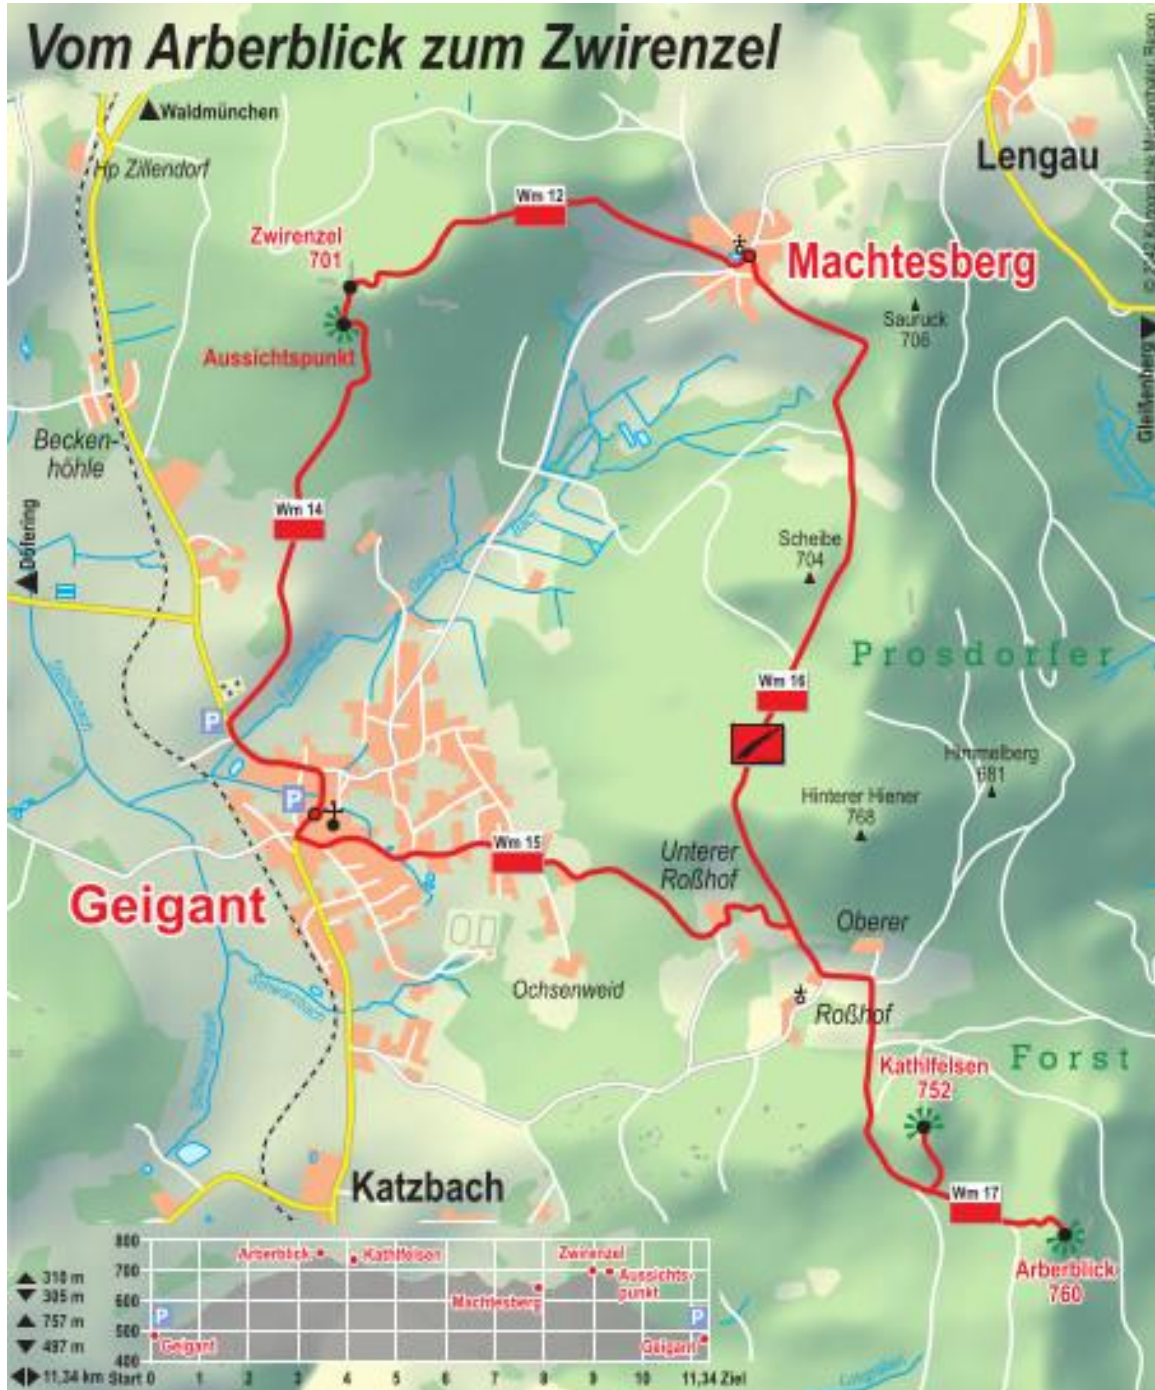 Vom Arberblick zum Zwirenzel
Waldmünchen
Hp Zillendorf
Lengau
Wm 12
Zwirenzel
701
Machtesberg
Sauruck
706
Gleißenberg
Aussichtspunkt
Becken-
höhle
Wm 14
Döfering
Scheibe
704
Prosdorfer
Wm 16
P
Himmelberg
681
Hinterer Hiener
768
P
Wm 15
Unterer
Roßhof
Geigant
Oberer
Ochsenweid
Roßhof
Forst
Kathlfelsen
752
Katzbach
Wm 17
Arberblick
760
800
700
600
500
400
Arberblick
Kathlfelsen
Zwirenzel
Aussichts-
punkt
Machtesberg
P
Geigant
P
Geigant
310 m
305 m
757 m
487 m
11,34 km Start 0 1 2 3 4 5 6 7 8 9 10 11,34 Ziel